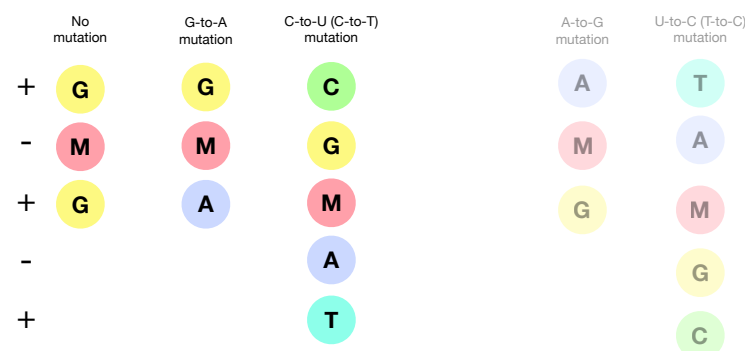 No mutation
G-to-A mutation
C-to-U (C-to-T) mutation
A-to-G mutation
U-to-C (T-to-C) mutation
+ G G C A T
- M M G M A
+ G A M G M
- A G
+ T C